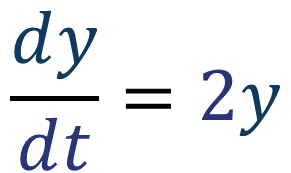 dy/dt = 2y